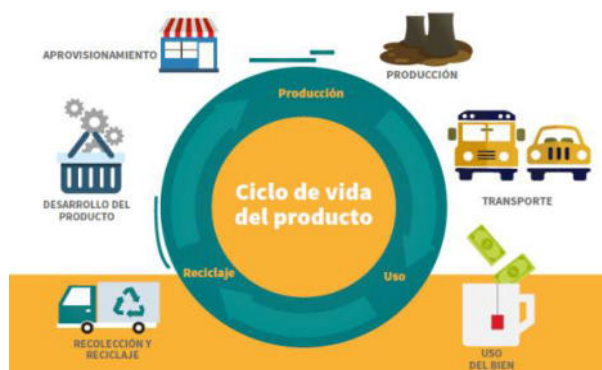 APROVISIONAMIENTO
PRODUCCIÓN
Producción
DESARROLLO DEL
PRODUCTO
Ciclo de vida
del producto
TRANSPORTE
Reciclaje
Uso
RECOLECCIÓN Y
RECICLAJE
USO
DEL BIEN